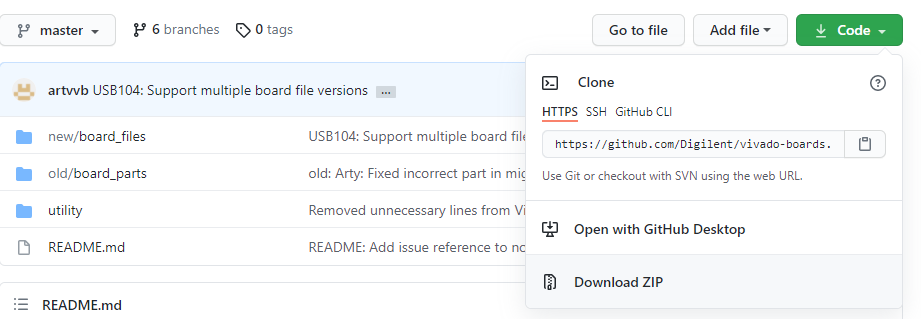 master
6 branches
0 tags
Go to file
Add file
Code
artvvb USB104: Support multiple board file versions ...
new/board_files USB104: Support multiple board file
old/board_parts old: Arty: Fixed incorrect part in mig
utility Removed unnecessary lines from Vi
README.md README: Add issue reference to no
README.md
Clone
HTTPS SSH GitHub CLI
https://github.com/Digilent/vivado-boards.
Use Git or checkout with SVN using the web URL.
Open with GitHub Desktop
Download ZIP